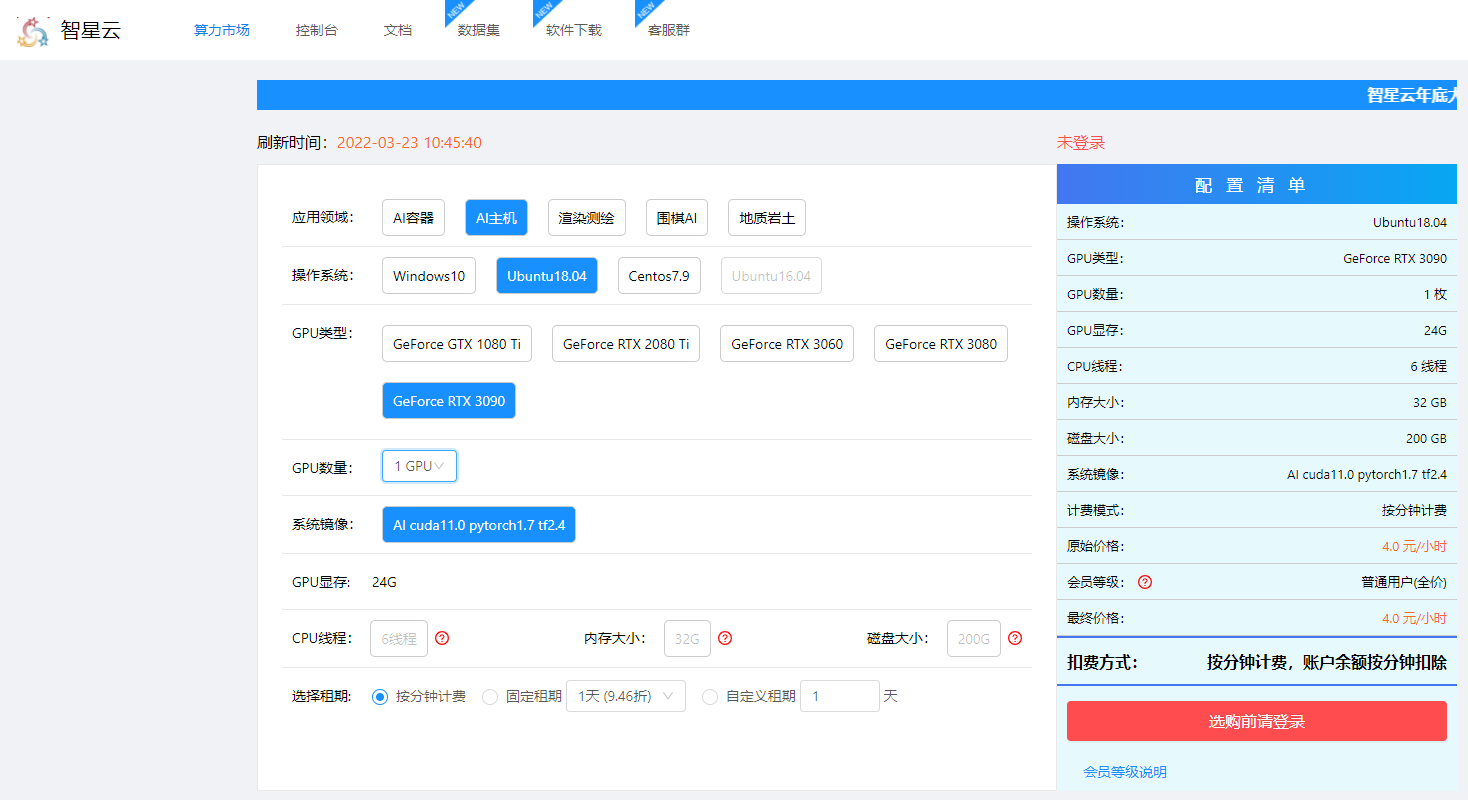 智星云 算力市场 控制台 文档 NEW 数据集 NEW 软件下载 NEW 客服群
智星云年底
刷新时间：2022-03-23 10:45:40
应用领域： AI容器 AI主机 渲染测绘 围棋AI 地质岩土
操作系统： Windows10 Ubuntu18.04 Centos7.9 Ubuntu16.04
GPU类型： GeForce GTX 1080 Ti GeForce RTX 2080 Ti GeForce RTX 3060 GeForce RTX 3080
GeForce RTX 3090
GPU数量： 1 GPU
系统镜像： AI cuda11.0 pytorch1.7 tf2.4
GPU显存: 24G
CPU线程： 6线程 ? 内存大小： 32G ? 磁盘大小： 200G ?
选择租期: 按分钟计费 固定租期 1天 (9.46折) 自定义租期 1 天
未登录
配 置 清 单
操作系统： Ubuntu18.04
GPU类型： GeForce RTX 3090
GPU数量： 1 枚
GPU显存： 24G
CPU线程： 6 线程
内存大小： 32 GB
磁盘大小： 200 GB
系统镜像： AI cuda11.0 pytorch1.7 tf2.4
计费模式： 按分钟计费
原始价格： 4.0 元/小时
会员等级： ? 普通用户(全价)
最终价格： 4.0 元/小时
扣费方式： 按分钟计费，账户余额按分钟扣除
选购前请登录
会员等级说明